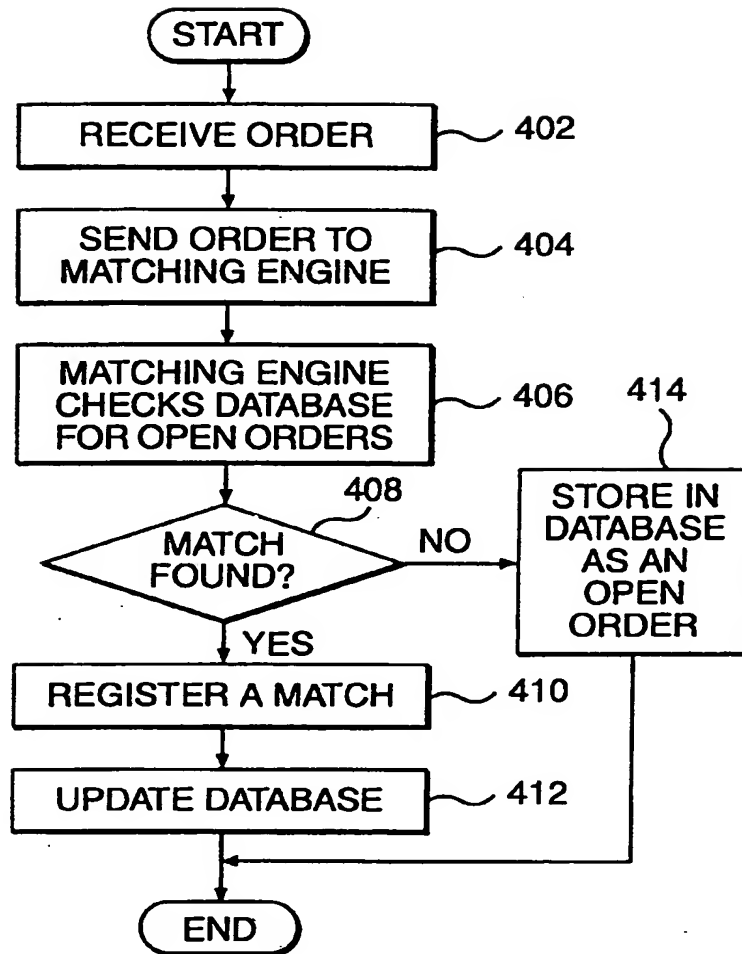 START
RECEIVE ORDER
402
SEND ORDER TO
MATCHING ENGINE
404
MATCHING ENGINE
CHECKS DATABASE
FOR OPEN ORDERS
406
408
MATCH
FOUND?
NO
414
STORE IN
DATABASE
AS AN
OPEN
ORDER
YES
REGISTER A MATCH
410
UPDATE DATABASE
412
END